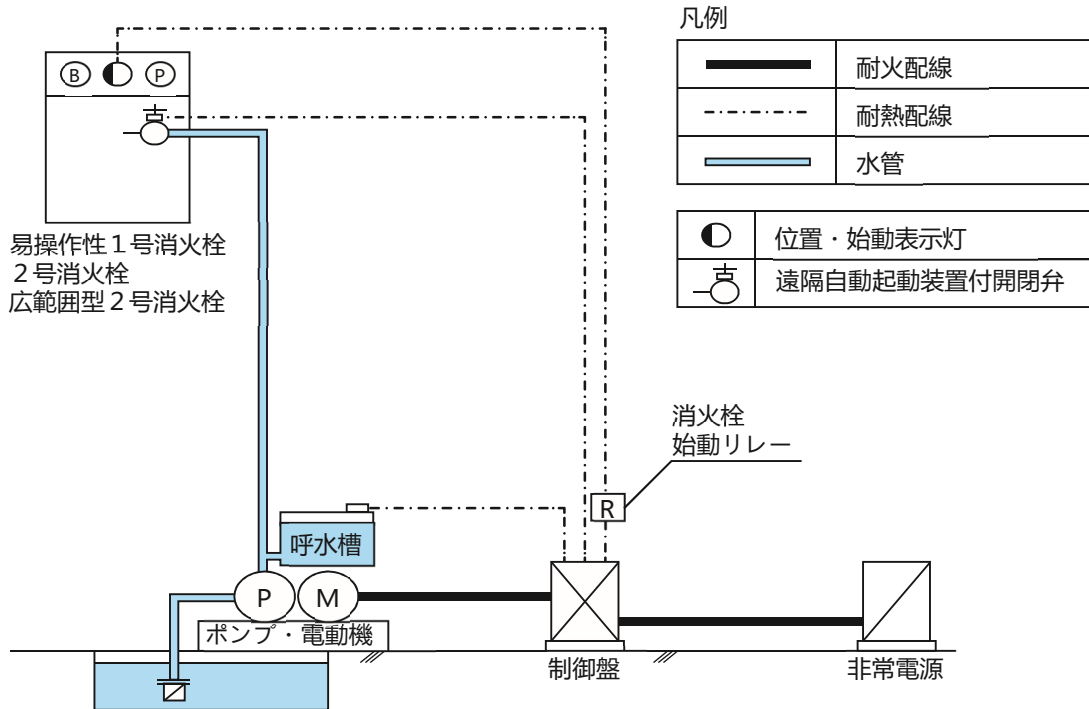 凡例
耐火配線
耐熱配線
水管
位置・始動表示灯
遠隔自動起動装置付開閉弁
B
P
易操作性１号消火栓
２号消火栓
広範囲型２号消火栓
消火栓
始動リレー
R
呼水槽
P
M
ポンプ・電動機
制御盤
非常電源